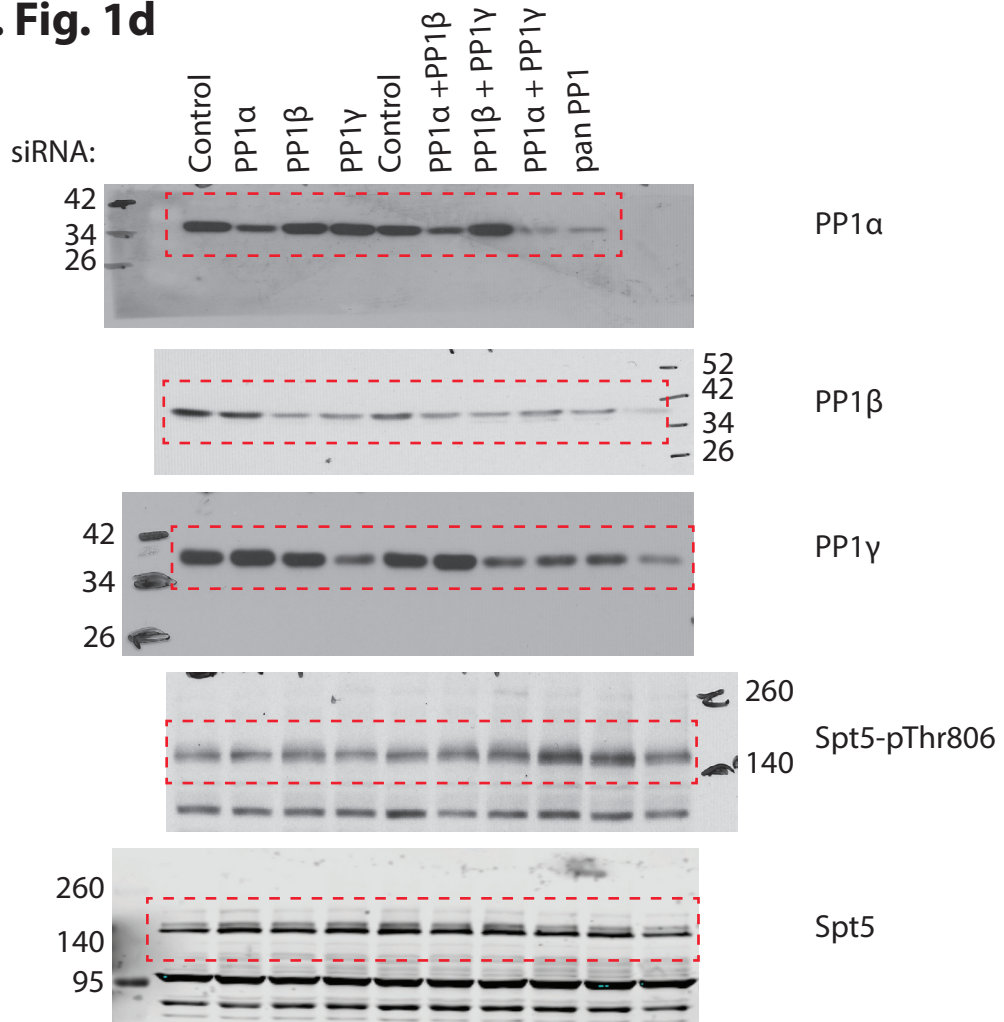 . Fig. 1d
siRNA:
Control
PP1α
PP1β
PP1γ
Control
PP1α +PP1β
PP1β + PP1γ
PP1α + PP1γ
pan PP1
42
34
26
PP1α
52
42
34
26
PP1β
42
34
26
PP1γ
260
140
Spt5-pThr806
260
140
95
Spt5